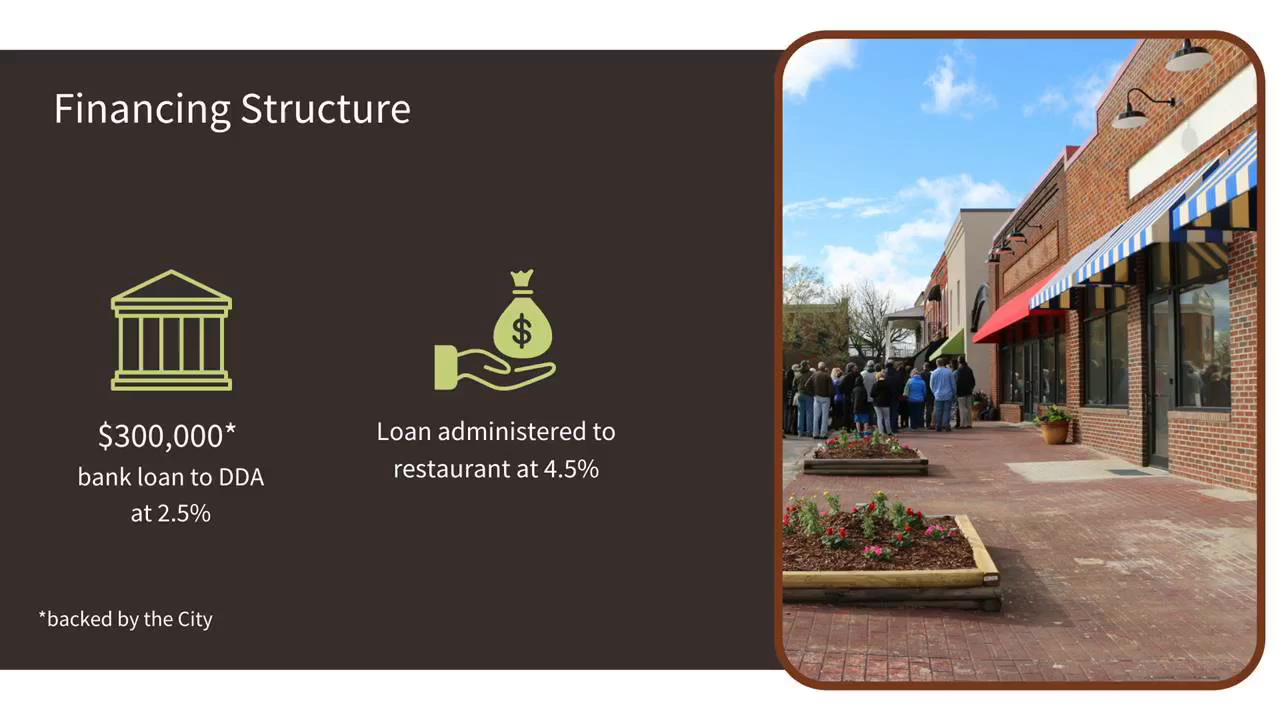 Financing Structure
$
$300,000*
bank loan to DDA
at 2.5%
Loan administered to
restaurant at 4.5%
*backed by the City